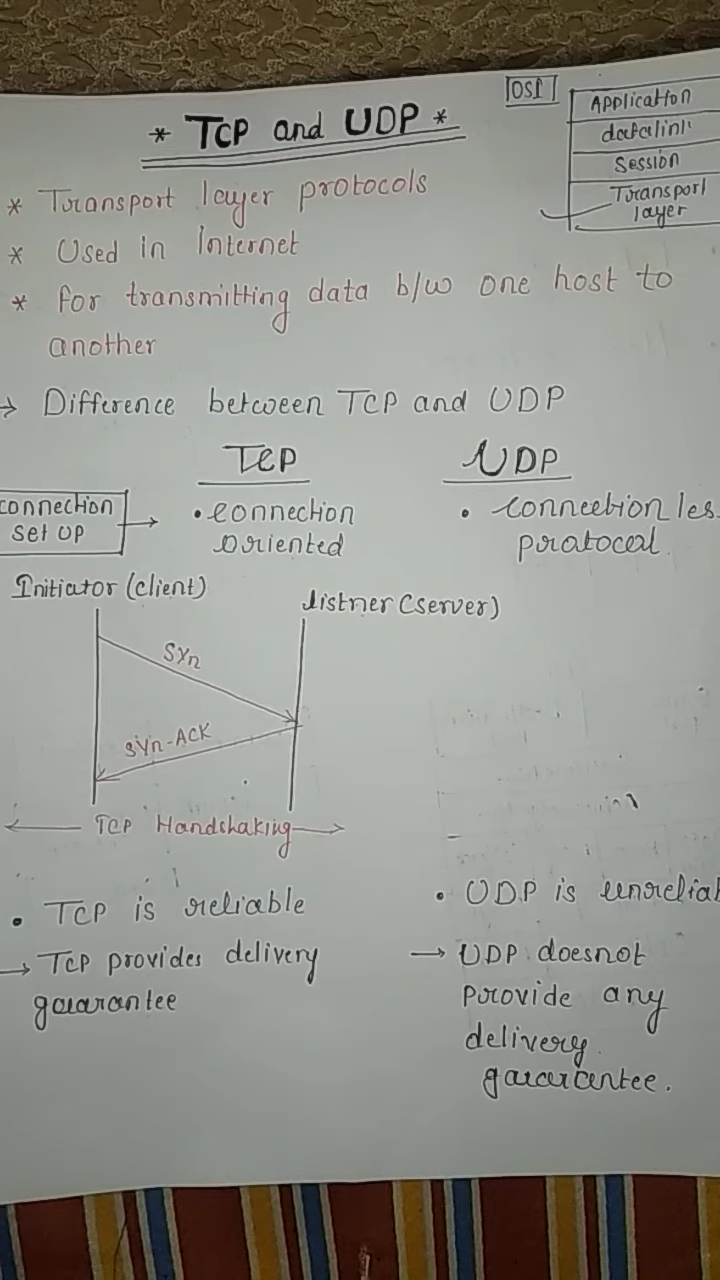 OSI
Application
datalink
Session
Transport
layer
* TCP and UDP *
* Transport layer protocols
* Used in Internet
* for transmitting data b/w one host to
another
→ Difference between TCP and UDP
TCP
UDP
connection
set up
• connection
oriented
• connection les
protocol
Initiator (client)
listner (server)
Syn
syn-ACK
TCP Handshaking
• TCP is reliable
→ TCP provides delivery
guarantee
• UDP is unreliab
→ UDP doesnot
provide any
delivery
guarantee.